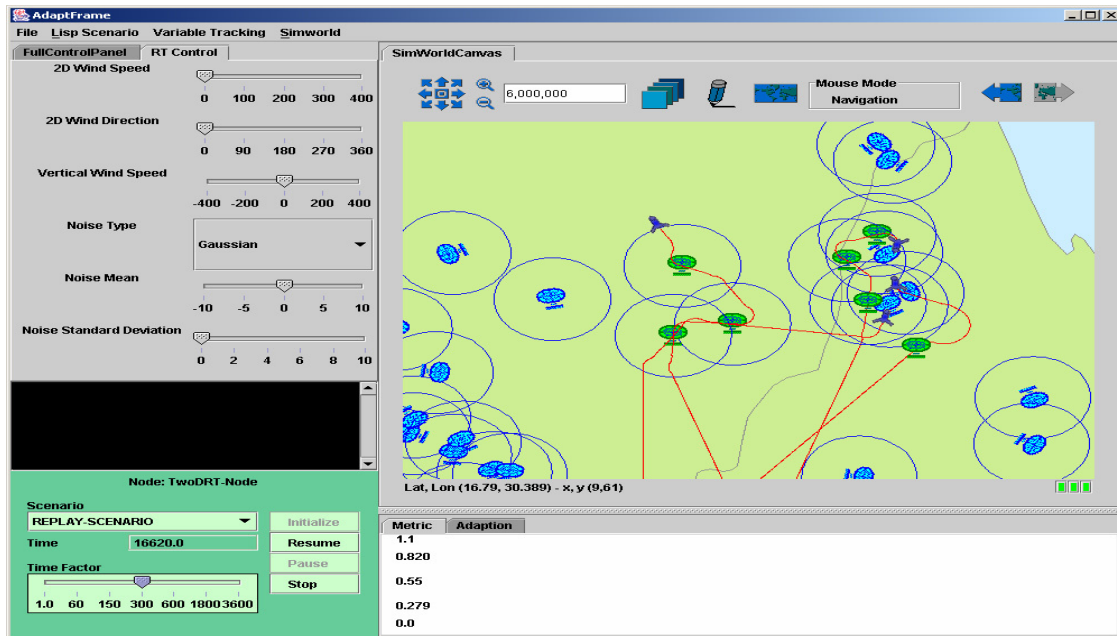 AdaptFrame
File Lisp Scenario Variable Tracking Simworld
FullControlPanel RT Control
2D Wind Speed
0 100 200 300 400
2D Wind Direction
0 90 180 270 360
Vertical Wind Speed
-400 -200 0 200 400
Noise Type
Gaussian
Noise Mean
-10 -5 0 5 10
Noise Standard Deviation
0 2 4 6 8 10
Node: TwoDRT-Node
Scenario
REPLAY-SCENARIO Initialize
Time 16620.0 Resume
Pause
Time Factor
Stop
1.0 60 150 300 600 1800 3600
SimWorldCanvas
6,000,000
Mouse Mode
Navigation
Lat, Lon (16.79, 30.389) - x, y (9,61)
Metric Adaption
1.1
0.820
0.55
0.279
0.0